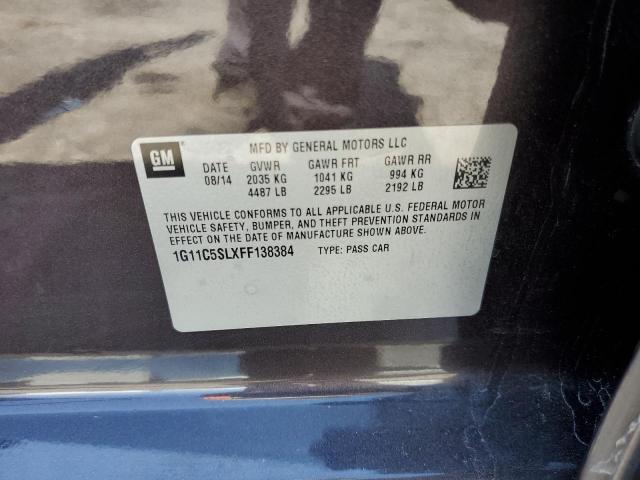 GM
MFD BY GENERAL MOTORS LLC
DATE GVWR GAWR FRT GAWR RR
08/14 2035 KG 1041 KG 994 KG
4487 LB 2295 LB 2192 LB
THIS VEHICLE CONFORMS TO ALL APPLICABLE U.S. FEDERAL MOTOR
VEHICLE SAFETY, BUMPER, AND THEFT PREVENTION STANDARDS IN
EFFECT ON THE DATE OF MANUFACTURE SHOWN ABOVE.
1G11C5SLXFF138384 TYPE: PASS CAR